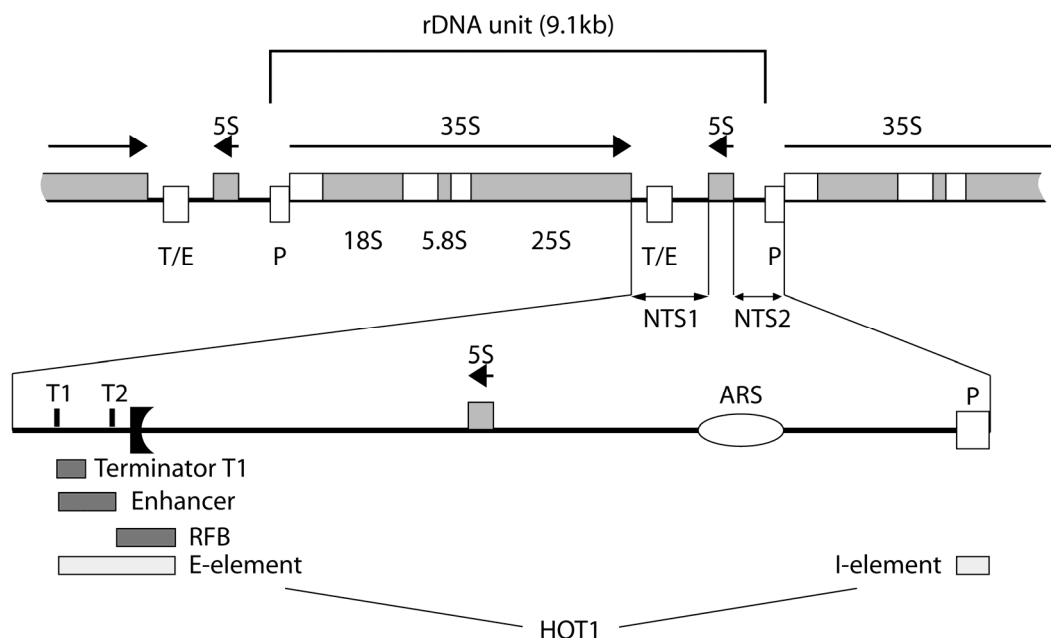 rDNA unit (9.1kb)
5S 35S 5S 35S
T/E P 18S 5.8S 25S T/E P
NTS1 NTS2
5S
T1 T2 ARS P
Terminator T1
Enhancer
RFB
E-element I-element
HOT1